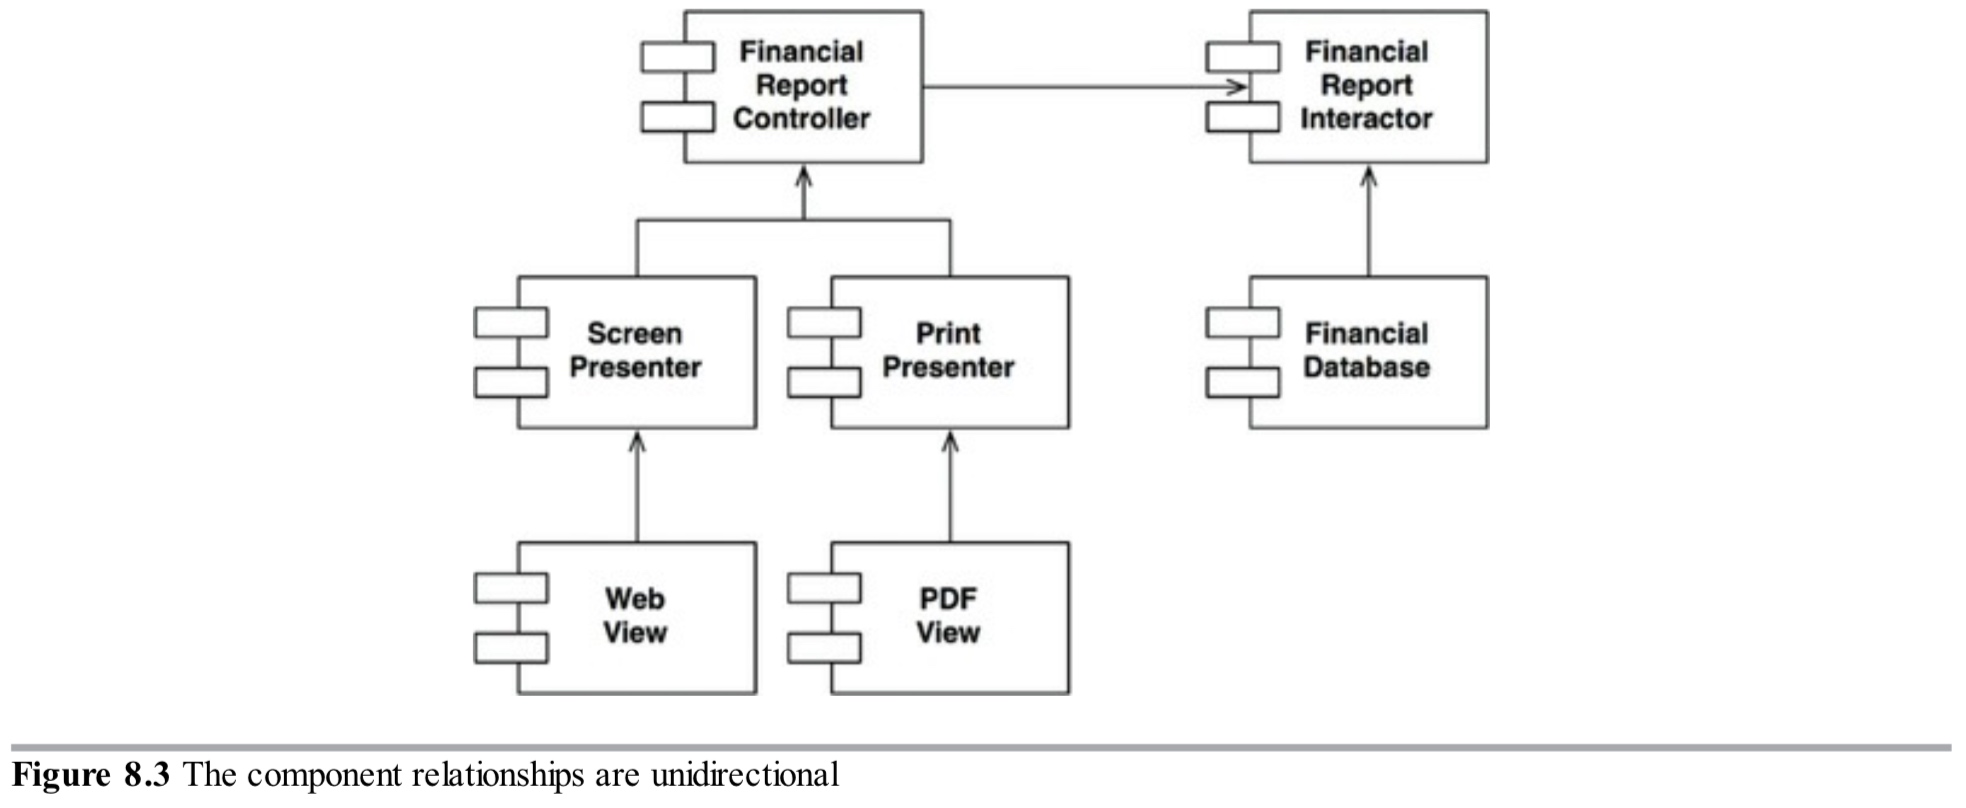 Financial
Report
Controller
Financial
Report
Interactor
Screen
Presenter
Print
Presenter
Financial
Database
Web
View
PDF
View
Figure 8.3 The component relationships are unidirectional